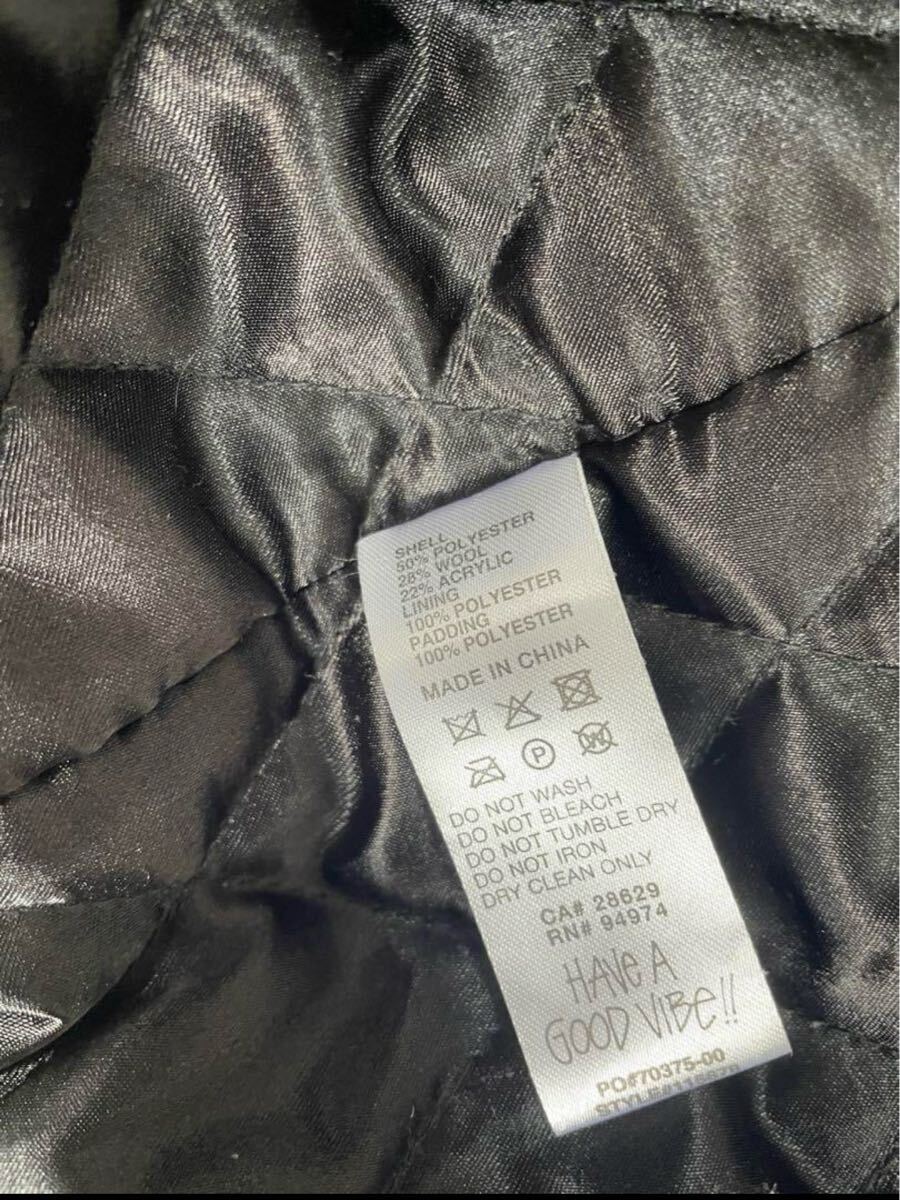 SHELL
50% POLYESTER
28% WOOL
22% ACRYLIC
LINING
100% POLYESTER
PADDING
100% POLYESTER
MADE IN CHINA
P
W
DO NOT WASH
DO NOT BLEACH
DO NOT TUMBLE DRY
DO NOT IRON
DRY CLEAN ONLY
CA# 28629
RN# 94974
HAVE A
GOOD VIBE!!
PO#70375-00